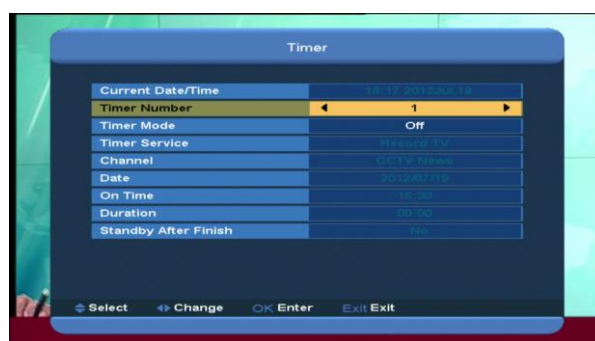 Timer
Current Date/Time 18:17 2012.Jul.19
Timer Number 1
Timer Mode Off
Timer Service Record TV
Channel CCTV News
Date 2012/07/19
On Time 18:20
Duration 00:00
Standby After Finish No
Select Change OK Enter Exit Exit